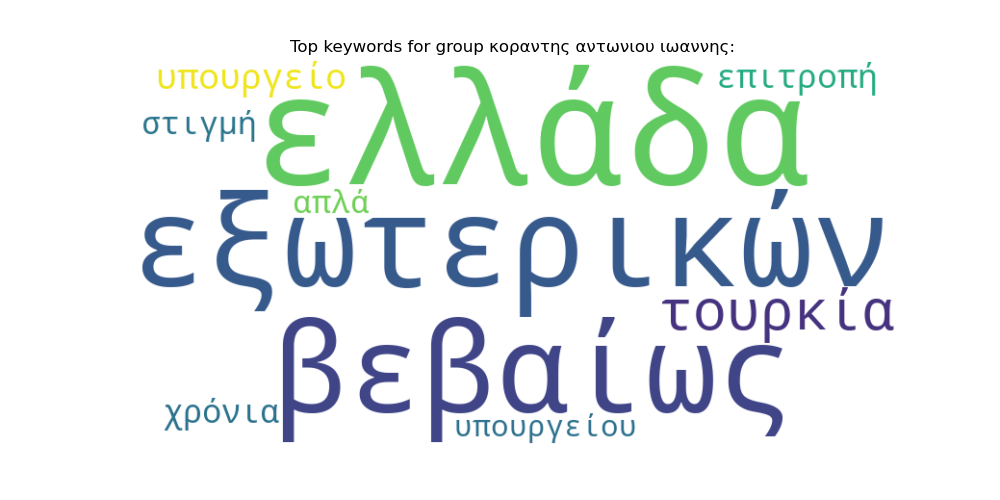 Top keywords for group κοραντης αντωνιου ιωαννης:
υπουργείο ελλάδα επιτροπή
στιγμή
απλά
εξωτερικών
τουρκία
βεβαίως
χρόνια υπουργείου